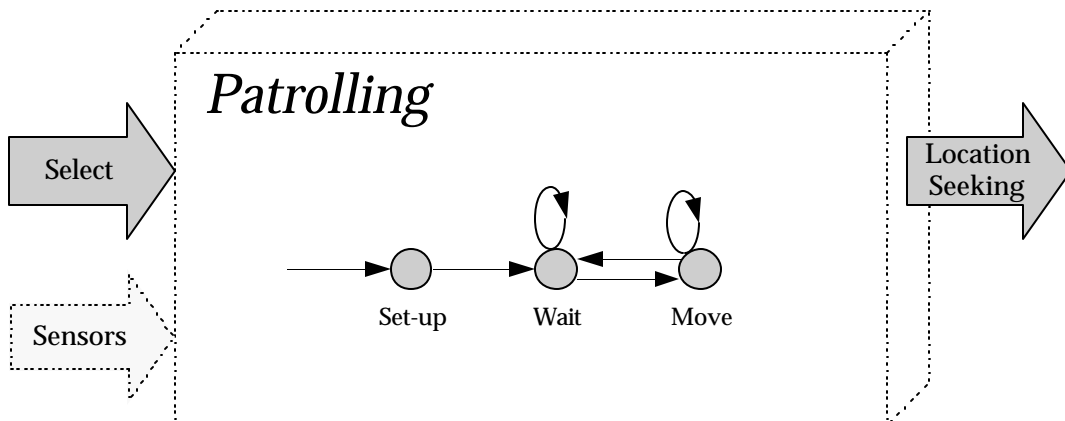 Patrolling
Select
Location
Seeking
Set-up
Wait
Move
Sensors